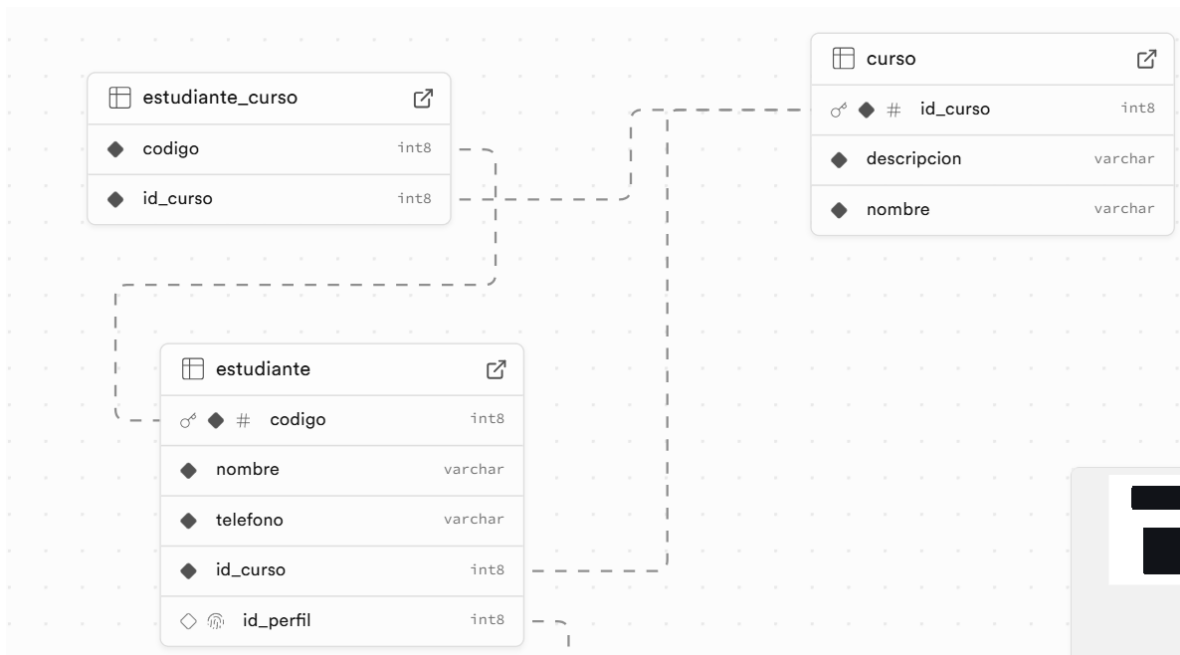 estudiante_curso
codigo int8
id_curso int8
curso
# id_curso int8
descripcion varchar
nombre varchar
estudiante
# codigo int8
nombre varchar
telefono varchar
id_curso int8
id_perfil int8